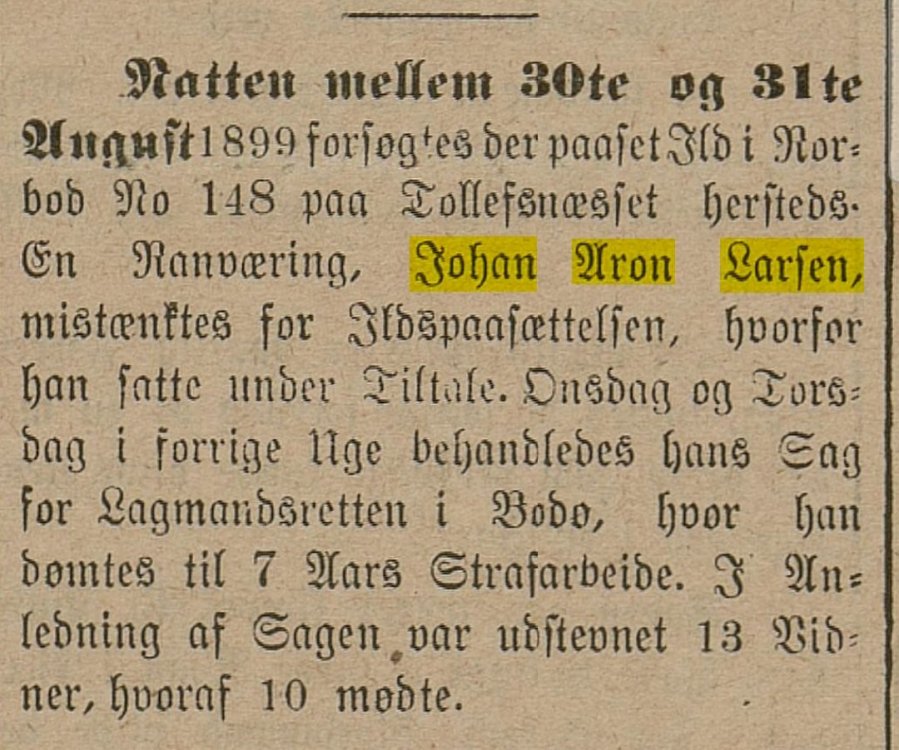 Natten mellem 30te og 31te
August 1899 forsøgtes der paaset Ild i Nor-
bod No 148 paa Tollefsnæsset hersteds.
En Ranværing, Johan Aron Larsen,
mistænktes for Ildspaasættelsen, hvorfor
han satte under Tiltale. Onsdag og Tors-
dag i forrige Uge behandledes hans Sag
for Lagmandsretten i Bodø, hvor han
dømtes til 7 Aars Strafarbeide. I An-
ledning af Sagen var udstevnet 13 Vid-
ner, hvoraf 10 mødte.